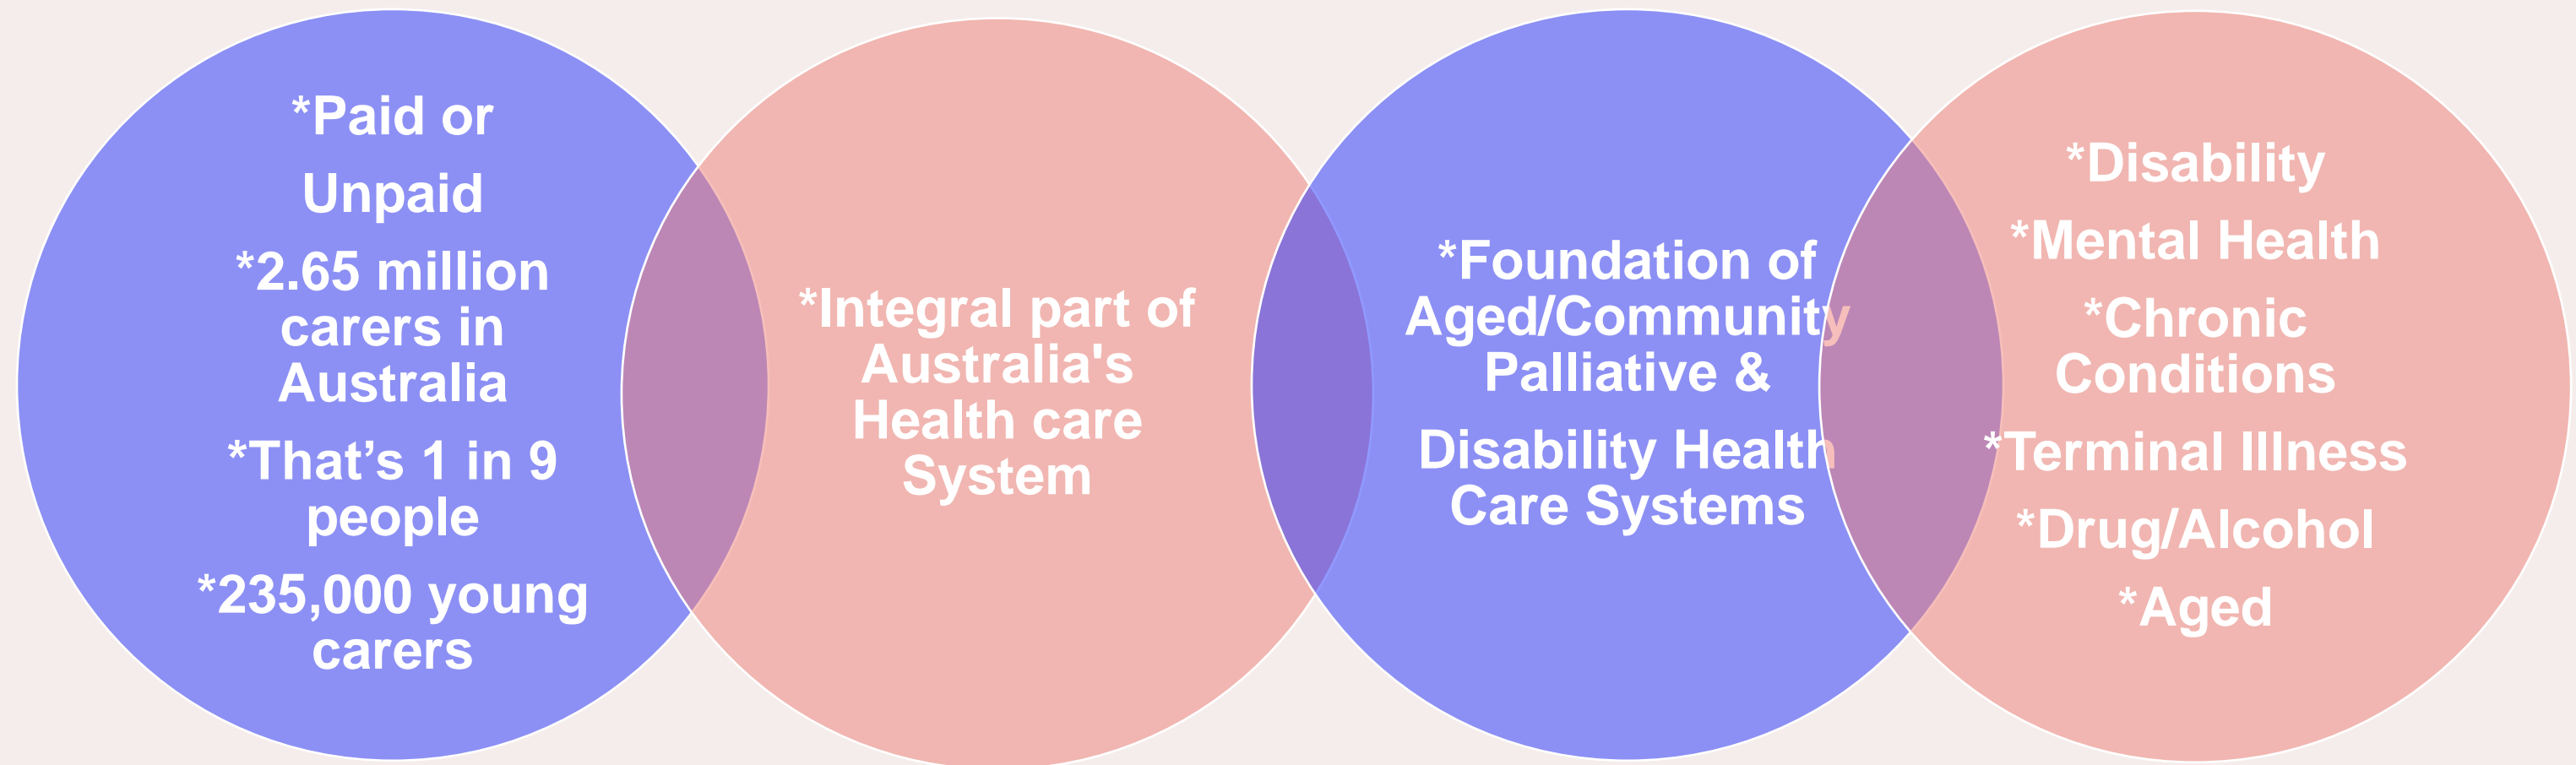 *Paid or
Unpaid
*2.65 million
carers in
Australia
*That’s 1 in 9
people
*235,000 young
carers
*Integral part of
Australia's
Health care
System
*Foundation of
Aged/Community
Palliative &
Disability Health
Care Systems
*Disability
*Mental Health
*Chronic
Conditions
*Terminal Illness
*Drug/Alcohol
*Aged